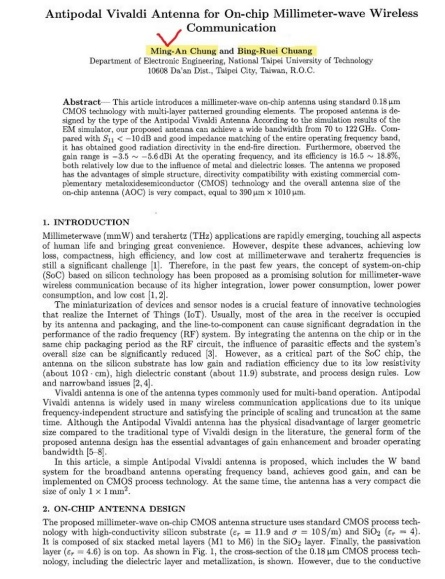 Antipodal Vivaldi Antenna for On-chip Millimeter-wave Wireless
Communication
Ming-An Chung and Bing-Ruei Chuang
Department of Electronic Engineering, National Taipei University of Technology
10608 Da'an Dist., Taipei City, Taiwan, R.O.C.
Abstract— This article introduces a millimeter-wave on-chip antenna using standard 0.18 µm
CMOS technology with multi-layer patterned grounding elements. The proposed antenna is de-
signed by the type of the Antipodal Vivaldi Antenna According to the simulation results of the
EM simulator, our proposed antenna can achieve a wide bandwidth from 70 to 122 GHz. Com-
pared with S₁₁ < −10 dB and good impedance matching of the entire operating frequency band,
it has obtained good radiation directivity in the end-fire direction. Furthermore, observed the
gain range is −3.5 ∼ −5.6 dBi At the operating frequency, and its efficiency is 16.5 ∼ 18.8%,
both relatively low due to the influence of metal and dielectric losses. The antenna we proposed
has the advantages of simple structure, directivity compatibility with existing commercial com-
plementary metaloxidesemiconductor (CMOS) technology and the overall antenna size of the
on-chip antenna (AOC) is very compact, equal to 390 µm × 1010 µm.
1. INTRODUCTION
Millimeterwave (mmW) and terahertz (THz) applications are rapidly emerging, touching all aspects
of human life and bringing great convenience. However, despite these advances, achieving low
loss, compactness, high efficiency, and low cost at millimeterwave and terahertz frequencies is
still a significant challenge [1]. Therefore, in the past few years, the concept of system-on-chip
(SoC) based on silicon technology has been proposed as a promising solution for millimeter-wave
wireless communication because of its higher integration, lower power consumption, lower power
consumption, and low cost [1, 2].
The miniaturization of devices and sensor nodes is a crucial feature of innovative technologies
that realize the Internet of Things (IoT). Usually, most of the area in the receiver is occupied
by its antenna and packaging, and the line-to-component can cause significant degradation in the
performance of the radio frequency (RF) system. By integrating the antenna on the chip or in the
same chip packaging period as the RF circuit, the influence of parasitic effects and the system's
overall size can be significantly reduced [3]. However, as a critical part of the SoC chip, the
antenna on the silicon substrate has low gain and radiation efficiency due to its low resistivity
(about 10 Ω · cm), high dielectric constant (about 11.9) substrate, and process design rules. Low
and narrowband issues [2, 4].
Vivaldi antenna is one of the antenna types commonly used for multi-band operation. Antipodal
Vivaldi antenna is widely used in many wireless communication applications due to its unique
frequency-independent structure and satisfying the principle of scaling and truncation at the same
time. Although the Antipodal Vivaldi antenna has the physical disadvantage of larger geometric
size compared to the traditional type of Vivaldi design in the literature, the general form of the
proposed antenna design has the essential advantages of gain enhancement and broader operating
bandwidth [5–8].
In this article, a simple Antipodal Vivaldi antenna is proposed, which includes the W band
system for the broadband antenna operating frequency band, achieves good gain, and can be
implemented on CMOS process technology. At the same time, the antenna has a very compact die
size of only 1 × 1 mm².
2. ON-CHIP ANTENNA DESIGN
The proposed millimeter-wave on-chip CMOS antenna structure uses standard CMOS process tech-
nology with high-conductivity silicon substrate (εᵣ = 11.9 and σ = 10 S/m) and SiO₂ (εᵣ = 4).
It is composed of six stacked metal layers (M1 to M6) in the SiO₂ layer. Finally, the passivation
layer (εᵣ = 4.6) is on top. As shown in Fig. 1, the cross-section of the 0.18 µm CMOS process tech-
nology, including the dielectric layer and metallization, is shown. However, due to the conductive